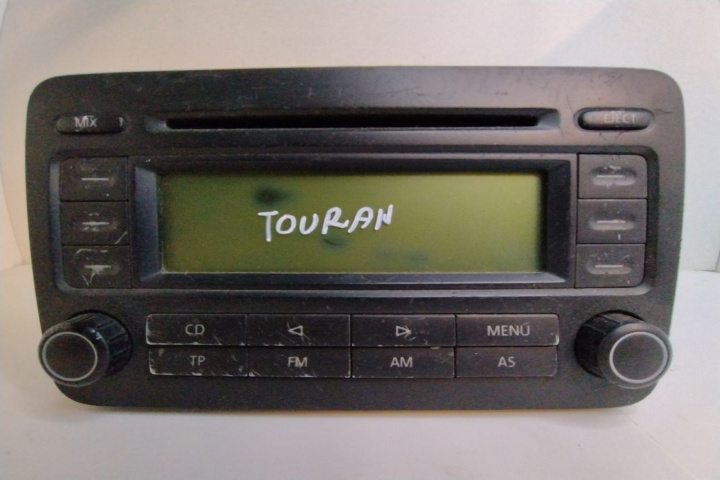 MIX
EJECT
TOURAN
CD
MENÜ
TP FM AM AS